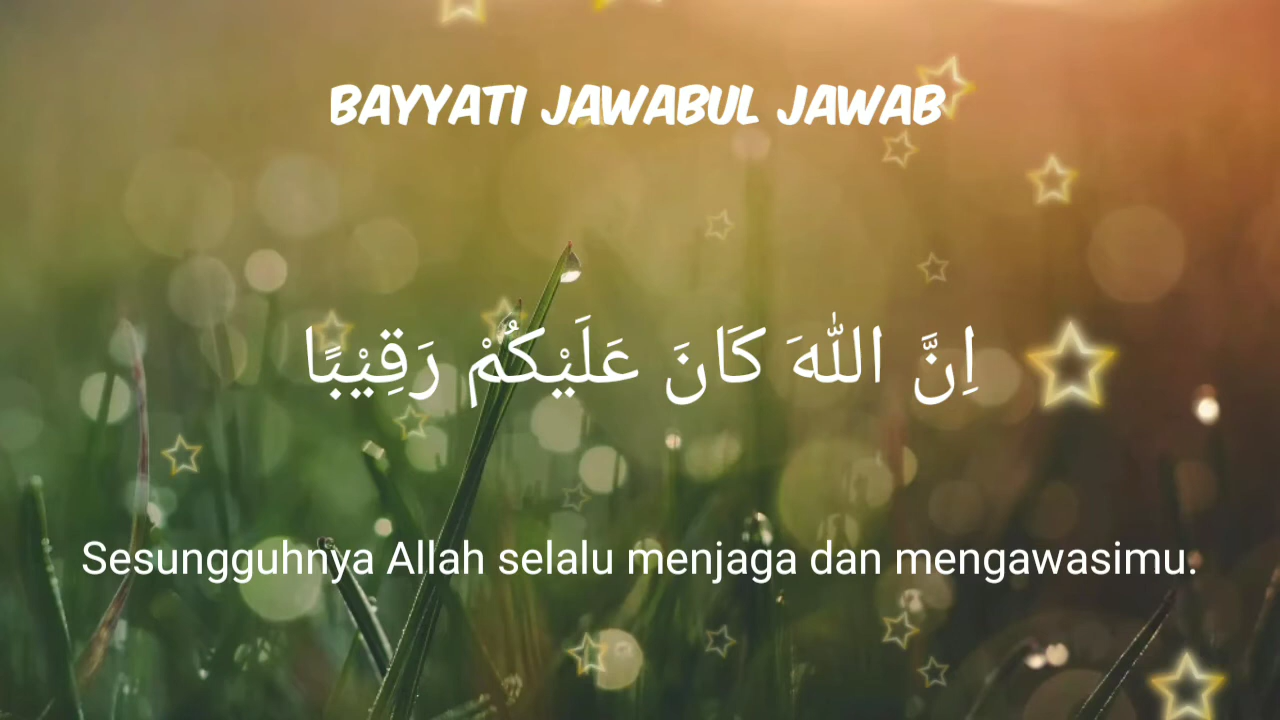 BAYYATI JAWABUL JAWAB
اِنَّ اللّٰهَ كَانَ عَلَيْكُمْ رَقِيْبًا
Sesungguhnya Allah selalu menjaga dan mengawasimu.